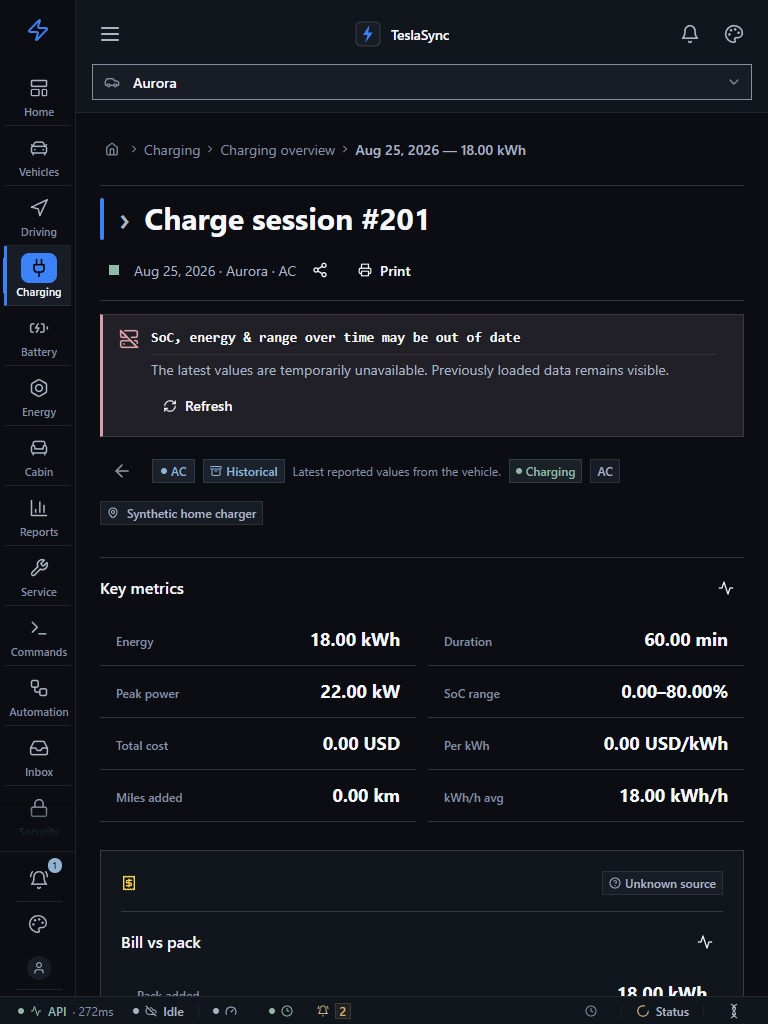 TeslaSync
Aurora
Home
Vehicles
Driving
Charging
Battery
Energy
Cabin
Reports
Service
Commands
Automation
Inbox
Security
1
Charging
Charging overview
Aug 25, 2026 — 18.00 kWh
Charge session #201
Aug 25, 2026 · Aurora · AC
Print
SoC, energy & range over time may be out of date
The latest values are temporarily unavailable. Previously loaded data remains visible.
Refresh
AC
Historical
Latest reported values from the vehicle.
Charging
AC
Synthetic home charger
Key metrics
Energy 18.00 kWh
Duration 60.00 min
Peak power 22.00 kW
SoC range 0.00–80.00%
Total cost 0.00 USD
Per kWh 0.00 USD/kWh
Miles added 0.00 km
kWh/h avg 18.00 kWh/h
Unknown source
Bill vs pack
Pack added 18.00 kWh
API · 272ms
Idle
2
Status